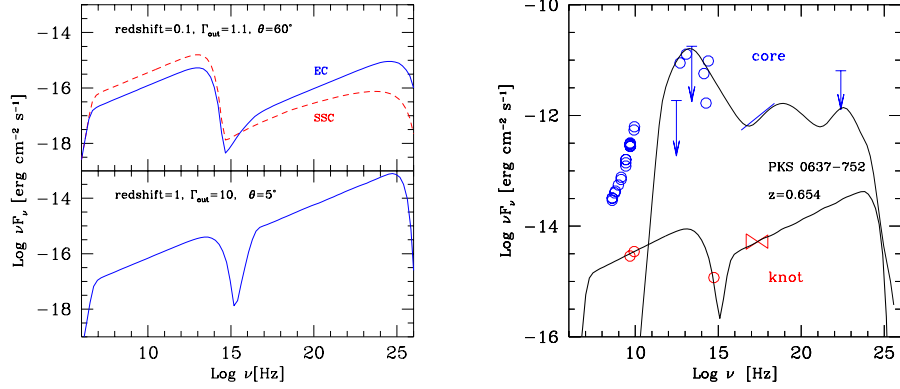 redshift=0.1, Γout=1.1, θ=60°
EC
SSC
-14
-16
-18
redshift=1, Γout=10, θ=5°
-14
-16
-18
10 15 20 25
Log ν[Hz]
Log νFν [erg cm⁻² s⁻¹]
-10
-12
-14
-16
core
PKS 0637-752
z=0.654
knot
10 15 20 25
Log ν [Hz]
Log νFν [erg cm⁻² s⁻¹]